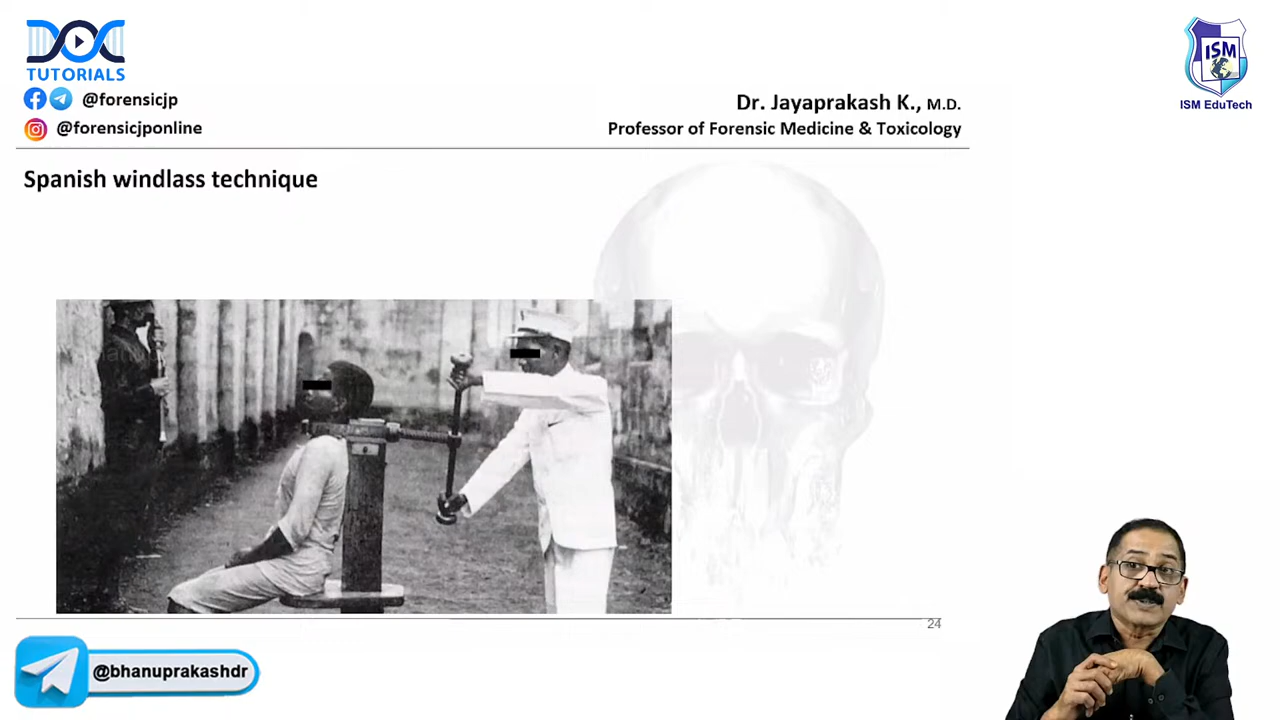 TUTORIALS
@forensicjp
@forensicjponline
Dr. Jayaprakash K., M.D.
Professor of Forensic Medicine & Toxicology
ISM
ISM EduTech
Spanish windlass technique
24
@bhanuprakashdr